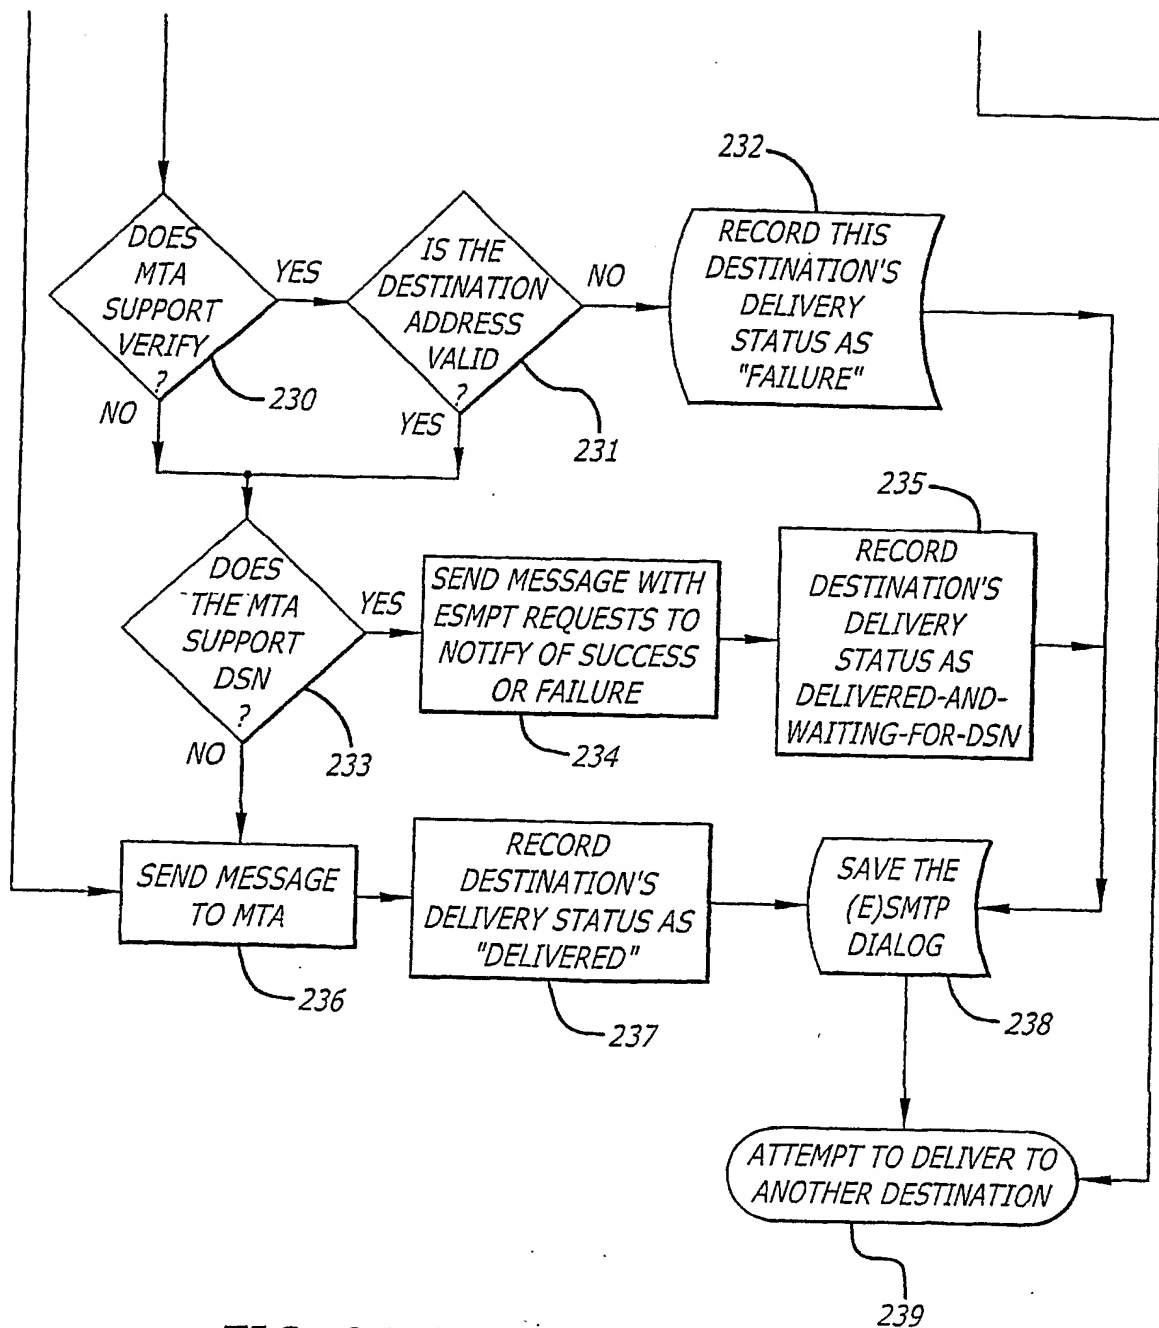 DOES
MTA
SUPPORT
VERIFY
?
YES
NO
230
IS THE
DESTINATION
ADDRESS
VALID
?
NO
YES
231
232
RECORD THIS
DESTINATION'S
DELIVERY
STATUS AS
"FAILURE"
DOES
THE MTA
SUPPORT
DSN
?
YES
NO
233
SEND MESSAGE WITH
ESMPT REQUESTS TO
NOTIFY OF SUCCESS
OR FAILURE
234
235
RECORD
DESTINATION'S
DELIVERY
STATUS AS
DELIVERED-AND-
WAITING-FOR-DSN
SEND MESSAGE
TO MTA
236
RECORD
DESTINATION'S
DELIVERY STATUS AS
"DELIVERED"
237
SAVE THE
(E)SMTP
DIALOG
238
ATTEMPT TO DELIVER TO
ANOTHER DESTINATION
239